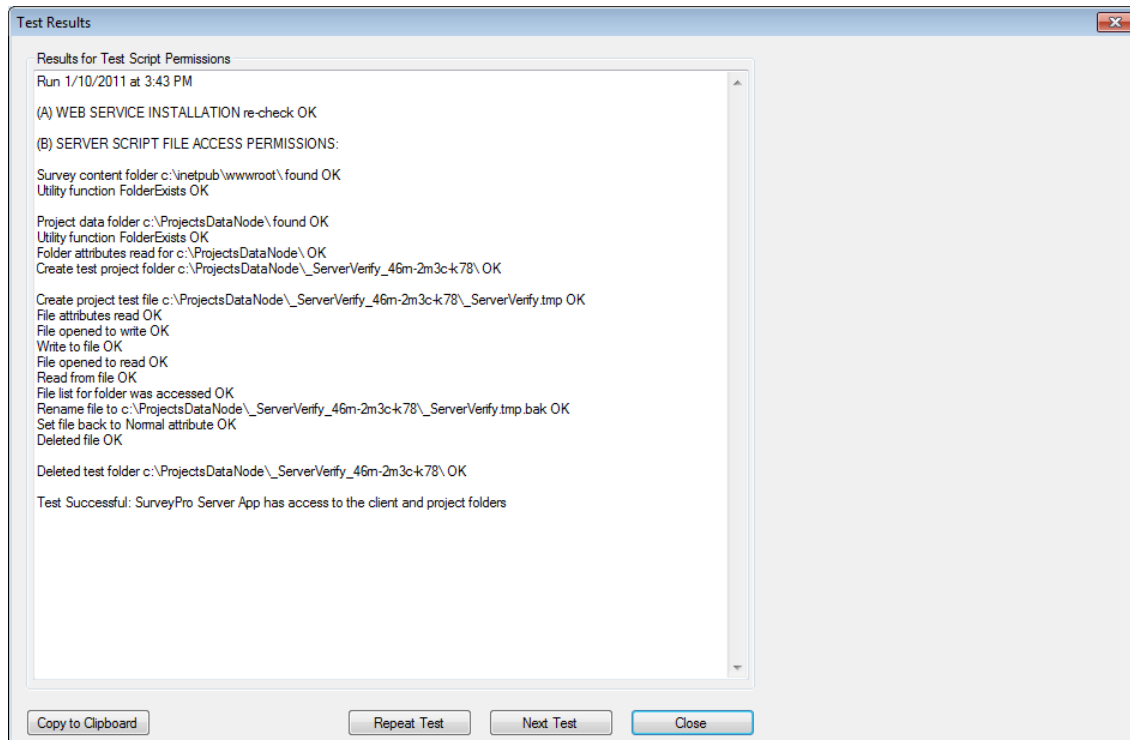 Test Results
Results for Test Script Permissions
Run 1/10/2011 at 3:43 PM
(A) WEB SERVICE INSTALLATION re-check OK
(B) SERVER SCRIPT FILE ACCESS PERMISSIONS:
Survey content folder c:\inetpub\wwwroot\ found OK
Utility function FolderExists OK
Project data folder c:\ProjectsDataNode\ found OK
Utility function FolderExists OK
Folder attributes read for c:\ProjectsDataNode\ OK
Create test project folder c:\ProjectsDataNode\_ServerVerify_46m-2m3c-k78\ OK
Create project test file c:\ProjectsDataNode\_ServerVerify_46m-2m3c-k78\_ServerVerify.tmp OK
File attributes read OK
File opened to write OK
Write to file OK
File opened to read OK
Read from file OK
File list for folder was accessed OK
Rename file to c:\ProjectsDataNode\_ServerVerify_46m-2m3c-k78\_ServerVerify.tmp.bak OK
Set file back to Normal attribute OK
Deleted file OK
Deleted test folder c:\ProjectsDataNode\_ServerVerify_46m-2m3c-k78\ OK
Test Successful: SurveyPro Server App has access to the client and project folders
Copy to Clipboard
Repeat Test
Next Test
Close